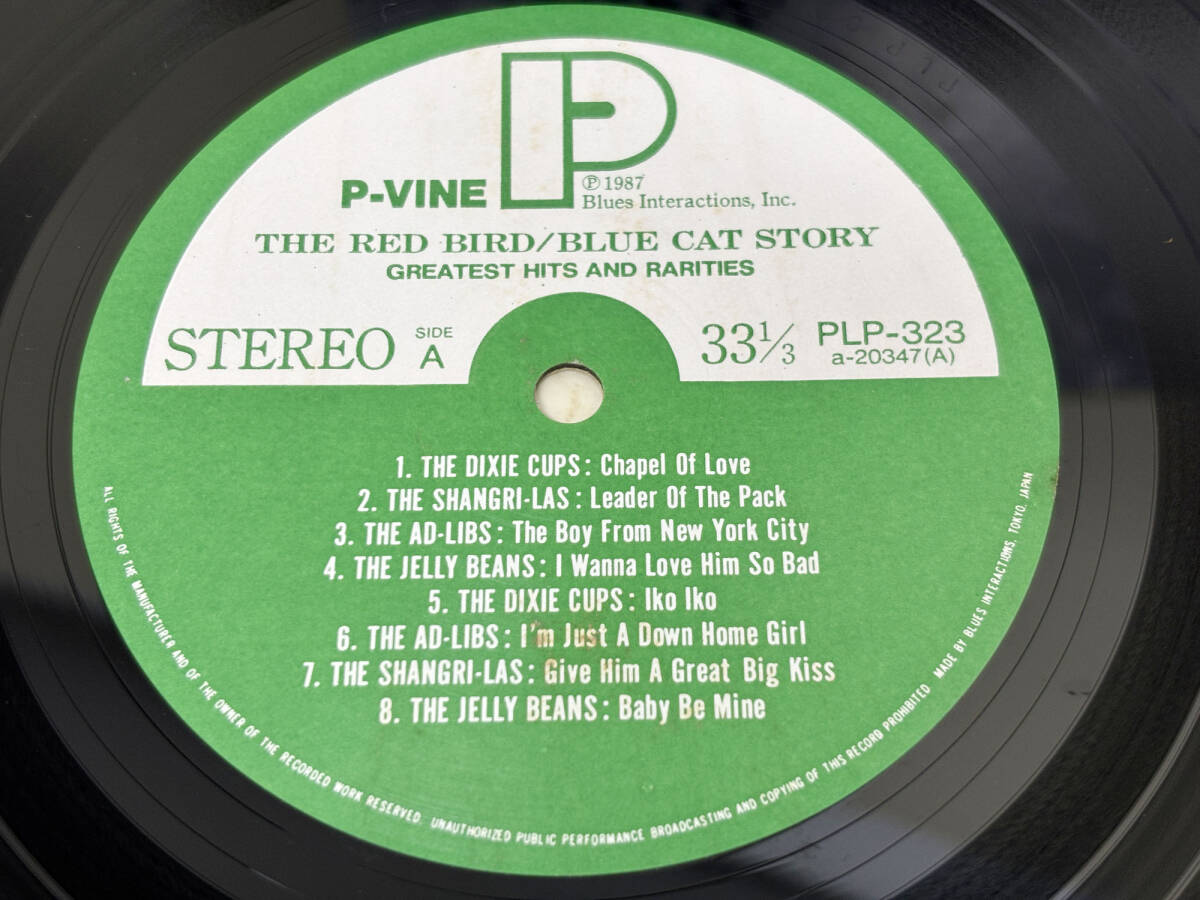 P
P-VINE
℗ 1987
Blues Interactions, Inc.
THE RED BIRD/BLUE CAT STORY
GREATEST HITS AND RARITIES
STEREO
SIDE
A
33 1/3
PLP-323
a-20347(A)
1. THE DIXIE CUPS: Chapel Of Love
2. THE SHANGRI-LAS: Leader Of The Pack
3. THE AD-LIBS: The Boy From New York City
4. THE JELLY BEANS: I Wanna Love Him So Bad
5. THE DIXIE CUPS: Iko Iko
6. THE AD-LIBS: I'm Just A Down Home Girl
7. THE SHANGRI-LAS: Give Him A Great Big Kiss
8. THE JELLY BEANS: Baby Be Mine
ALL RIGHTS OF THE MANUFACTURER AND OF THE OWNER OF THE RECORDED WORK RESERVED. UNAUTHORIZED PUBLIC PERFORMANCE BROADCASTING AND COPYING OF THIS RECORD PROHIBITED. MADE BY BLUES INTERACTIONS, TOKYO, JAPAN